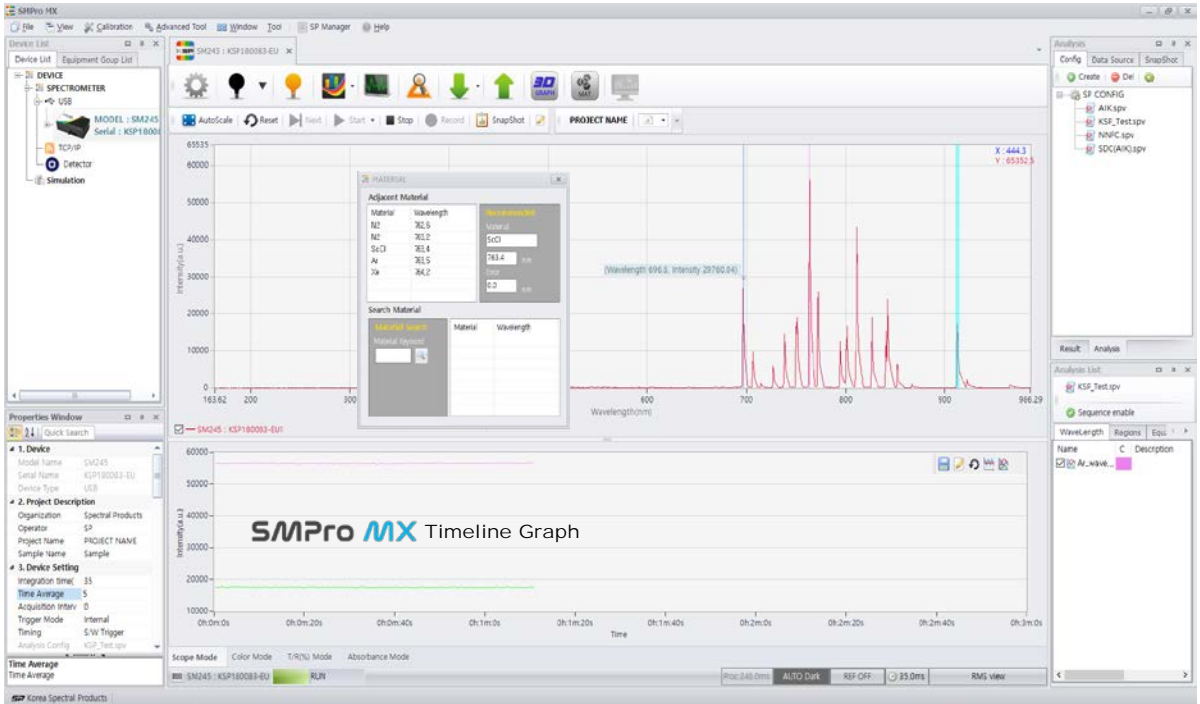 SMPro MX
File View Calibration Advanced Tool Window Tool SP Manager Help
Device List
Device List Equipment Goup List
DEVICE
SPECTROMETER
USB
MODEL : SM245
Serial : KSP1800
TCP/IP
Detector
Simulation
SM245 : KSP180083-EU
3D GRAPH MAT
AutoScale Reset Next Start Stop Record SnapShot PROJECT NAME
65535
60000
50000
40000
30000
20000
10000
0
Intensity(a.u.)
163.62 200 300 600 700 800 900 986.29
Wavelength(nm)
X : 444.3
Y : 65352.5
(Wavelength 696.8, Intensity 29760.04)
SM245 : KSP180083-EU
MATERIAL
Adjacent Material
Material Wavelength
N2 762.6
N2 763.2
ScCl 763.4
Ar 763.5
Xe 764.2
Material
ScCl
763.4 nm
Error
0.0 nm
Search Material
Material Search
Material Keyword
Material Wavelength
60000
50000
40000
30000
20000
10000
Intensity(a.u.)
SMPro MX Timeline Graph
0h:0m:0s 0h:0m:20s 0h:0m:40s 0h:1m:0s 0h:1m:20s 0h:1m:40s 0h:2m:0s 0h:2m:20s 0h:2m:40s 0h:3m:0s
Time
Scope Mode Color Mode T/R(%) Mode Absorbance Mode
SM245 : KSP180083-EU RUN
Proc:240.0ms AUTO Dark REF OFF 35.0ms RMS view
Properties Window
Quick Search
1. Device
Model Name SM245
Serial Name KSP180083-EU
Device Type USB
2. Project Description
Organization Spectral Products
Operator SP
Project Name PROJECT NAME
Sample Name Sample
3. Device Setting
Integration time( 35
Time Average 5
Acquisition Interv 0
Trigger Mode Internal
Timing S/W Trigger
Analysis Config KSP_Test.spv
Time Average
Time Average
Analysis
Config Data Source SnapShot
Create Del
SP CONFIG
AIK.spv
KSF_Test.spv
NNFC.spv
SDC(AIK).spv
Result Analysis
Analysis List
KSF_Test.spv
Sequence enable
WaveLength Regions Equ
Name C Description
Ar_wave...
SP Korea Spectral Products